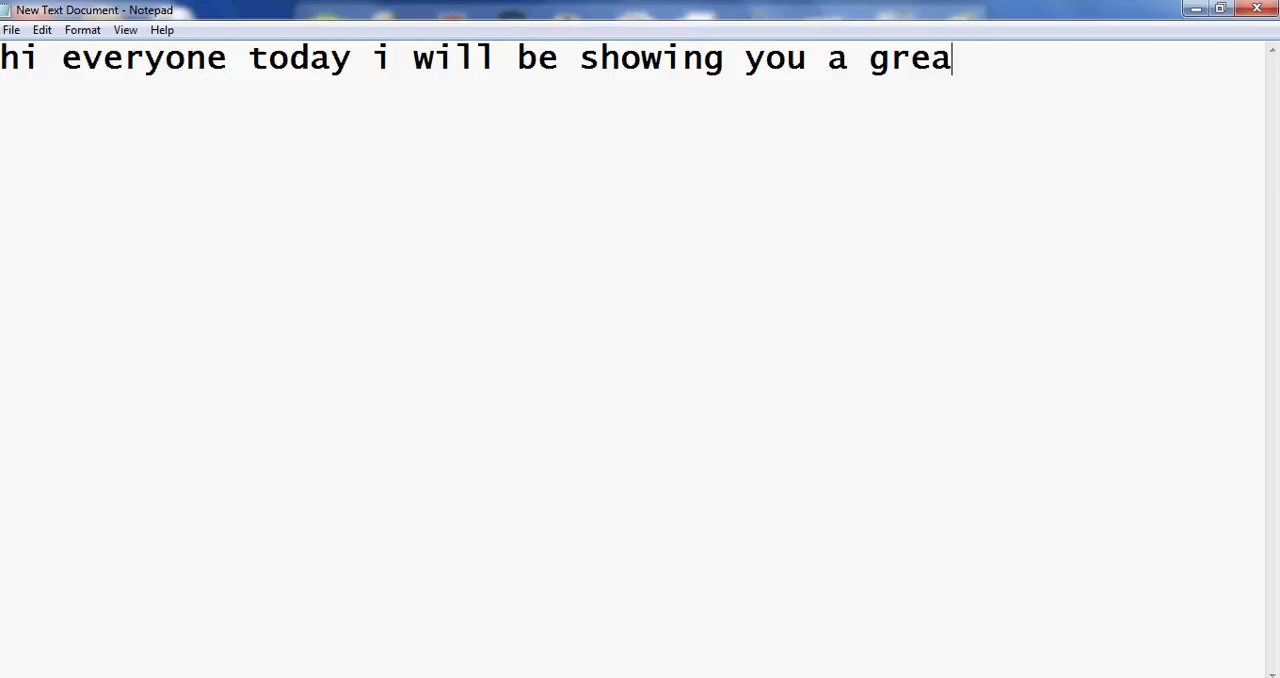 New Text Document - Notepad
File Edit Format View Help
hi everyone today i will be showing you a grea